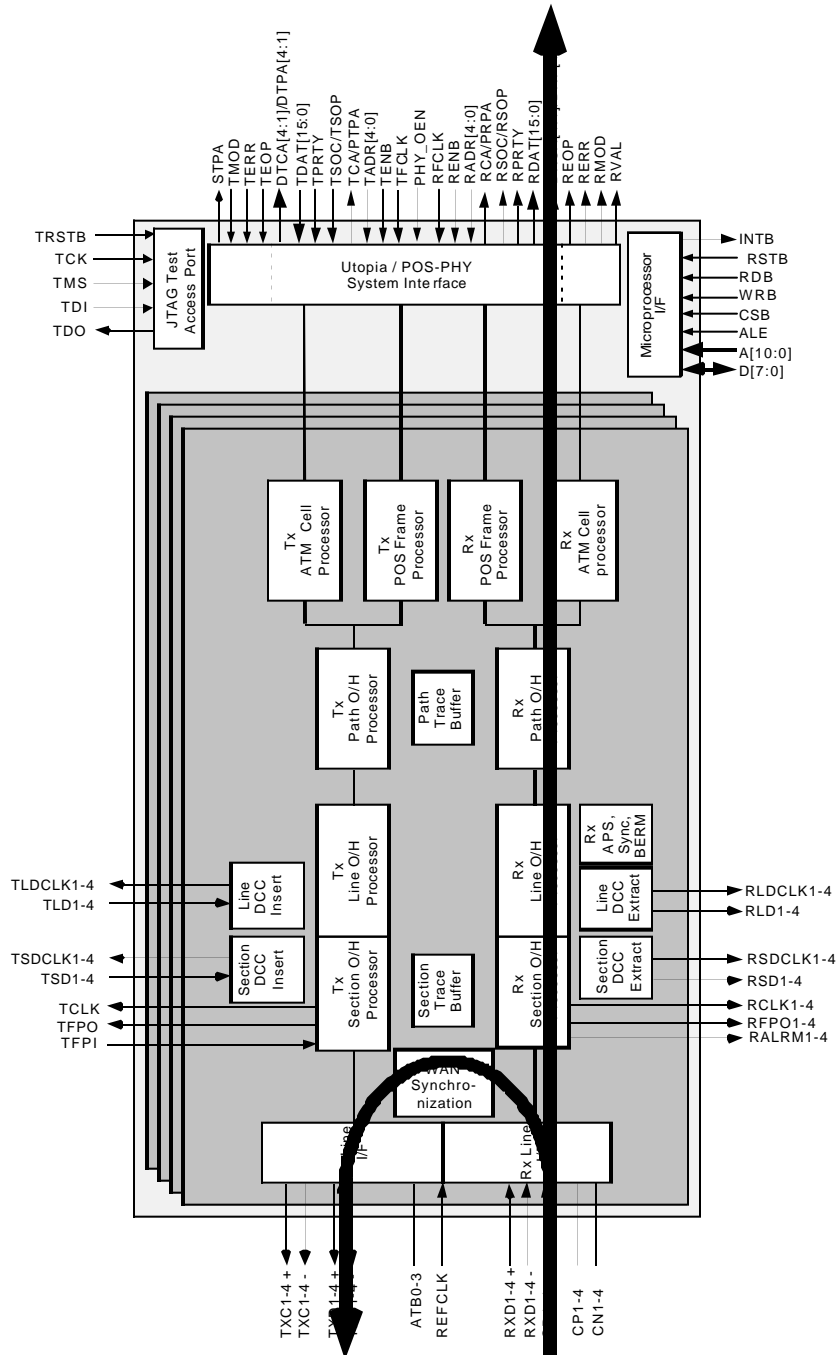 STPA
TMOD
TERR
TEOP
DTCA[4:1]/DTPA[4:1]
TDAT[15:0]
TPRTY
TSOC/TSOP
TCA/PTPA
TADR[4:0]
TENB
TFCLK
PHY_OEN
RFCLK
RENB
RADR[4:0]
RCA/PRPA
RSOC/RSOP
RPRTY
RDAT[15:0]
REOP
RERR
RMOD
RVAL
TRSTB
TCK
TMS
TDI
TDO
JTAG Test
Access Port
Utopia / POS-PHY
System Interface
Microprocessor
I/F
INTB
RSTB
RDB
WRB
CSB
ALE
A[10:0]
D[7:0]
Tx
ATM Cell
Processor
Tx
POS Frame
Processor
Rx
POS Frame
Processor
Rx
ATM Cell
processor
Tx
Path O/H
Processor
Path
Trace
Buffer
Rx
Path O/H
Tx
Line O/H
Processor
Rx
Line O/H
Rx
APS,
Sync,
BERM
TLDCLK1-4
TLD1-4
Line
DCC
Insert
Line
DCC
Extract
RLDCLK1-4
RLD1-4
TSDCLK1-4
TSD1-4
Section
DCC
Insert
Tx
Section O/H
Processor
Section
Trace
Buffer
Rx
Section O/H
Section
DCC
Extract
RSDCLK1-4
RSD1-4
TCLK
TFPO
TFPI
RCLK1-4
RFPO1-4
RALRM1-4
WAN
Synchro-
nization
Line
I/F
Rx Line
TXC1-4 +
TXC1-4 -
TXD1-4 +
ATB0-3
REFCLK
RXD1-4 +
RXD1-4 -
CP1-4
CN1-4